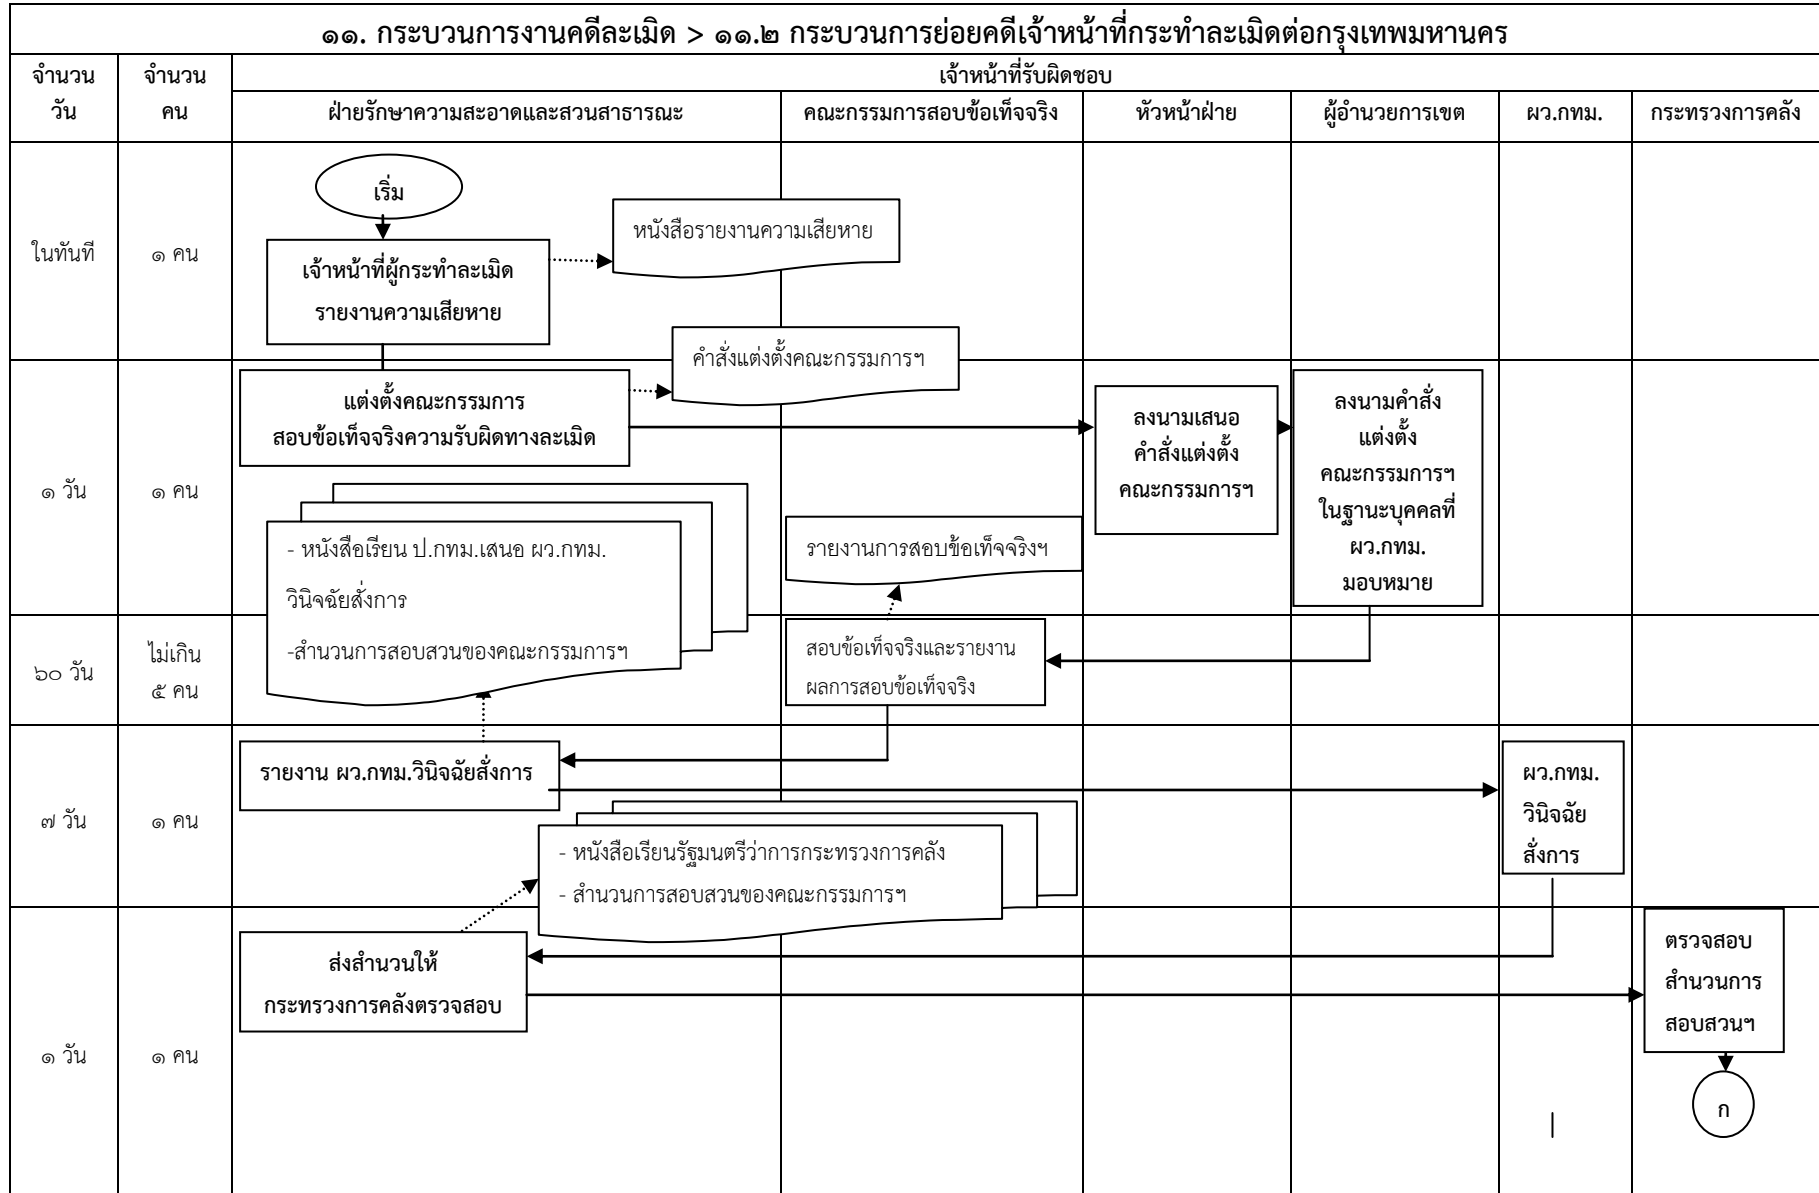 ๑๑. กระบวนการงานคดีละเมิด > ๑๑.๒ กระบวนการย่อยคดีเจ้าหน้าที่กระทำละเมิดต่อกรุงเทพมหานคร
จำนวน
วัน
จำนวน
คน
เจ้าหน้าที่รับผิดชอบ
ฝ่ายรักษาความสะอาดและสวนสาธารณะ
คณะกรรมการสอบข้อเท็จจริง
หัวหน้าฝ่าย
ผู้อำนวยการเขต
ผว.กทม.
กระทรวงการคลัง
ในทันที
๑ คน
เริ่ม
เจ้าหน้าที่ผู้กระทำละเมิด
รายงานความเสียหาย
หนังสือรายงานความเสียหาย
๑ วัน
๑ คน
แต่งตั้งคณะกรรมการ
สอบข้อเท็จจริงความรับผิดทางละเมิด
คำสั่งแต่งตั้งคณะกรรมการฯ
ลงนามเสนอ
คำสั่งแต่งตั้ง
คณะกรรมการฯ
ลงนามคำสั่ง
แต่งตั้ง
คณะกรรมการฯ
ในฐานะบุคคลที่
ผว.กทม.
มอบหมาย
- หนังสือเรียน ป.กทม.เสนอ ผว.กทม.
วินิจฉัยสั่งการ
-สำนวนการสอบสวนของคณะกรรมการฯ
รายงานการสอบข้อเท็จจริงฯ
๖๐ วัน
ไม่เกิน
๕ คน
สอบข้อเท็จจริงและรายงาน
ผลการสอบข้อเท็จจริง
๗ วัน
๑ คน
รายงาน ผว.กทม.วินิจฉัยสั่งการ
ผว.กทม.
วินิจฉัย
สั่งการ
- หนังสือเรียนรัฐมนตรีว่าการกระทรวงการคลัง
- สำนวนการสอบสวนของคณะกรรมการฯ
๑ วัน
๑ คน
ส่งสำนวนให้
กระทรวงการคลังตรวจสอบ
ตรวจสอบ
สำนวนการ
สอบสวนฯ
ก